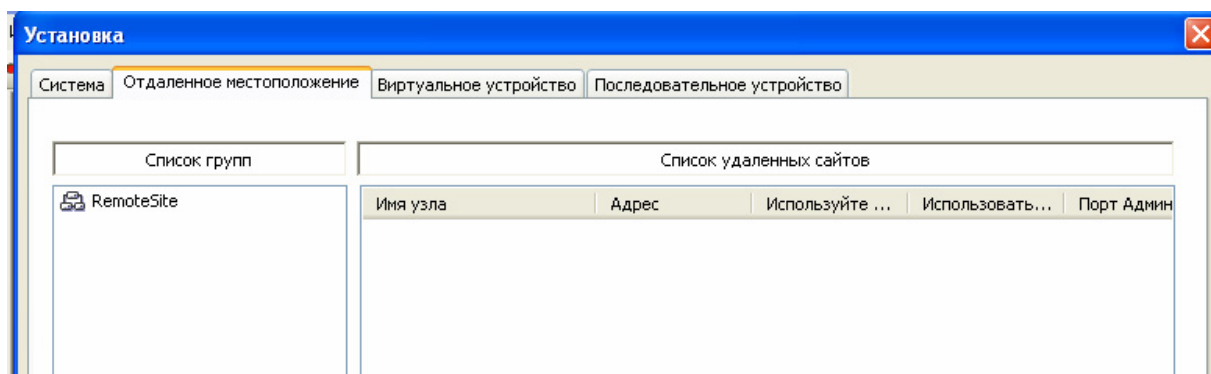 Установка
Система Отдаленное местоположение Виртуальное устройство Последовательное устройство
Список групп Список удаленных сайтов
RemoteSite Имя узла Адрес Используйте ... Использовать... Порт Админ